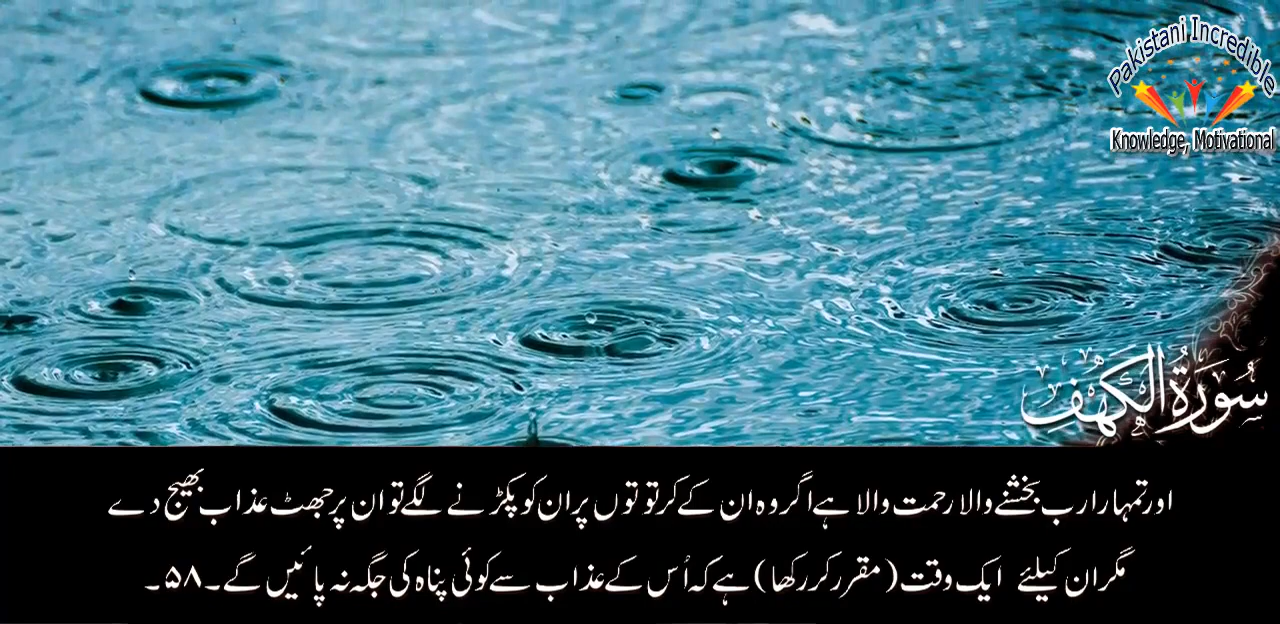 Pakistani Incredible
Knowledge, Motivational
سُورَةُ الْكَهْفِ
اور تمہارا رب بخشنے والا رحمت والا ہے اگر وہ ان کے کرتوتوں پر ان کو پکڑنے لگے تو ان پر جھٹ عذاب بھیج دے
مگر ان کیلئے ایک وقت (مقرر کر رکھا) ہے کہ اُس کے عذاب سے کوئی پناہ کی جگہ نہ پائیں گے۔۵۸۔